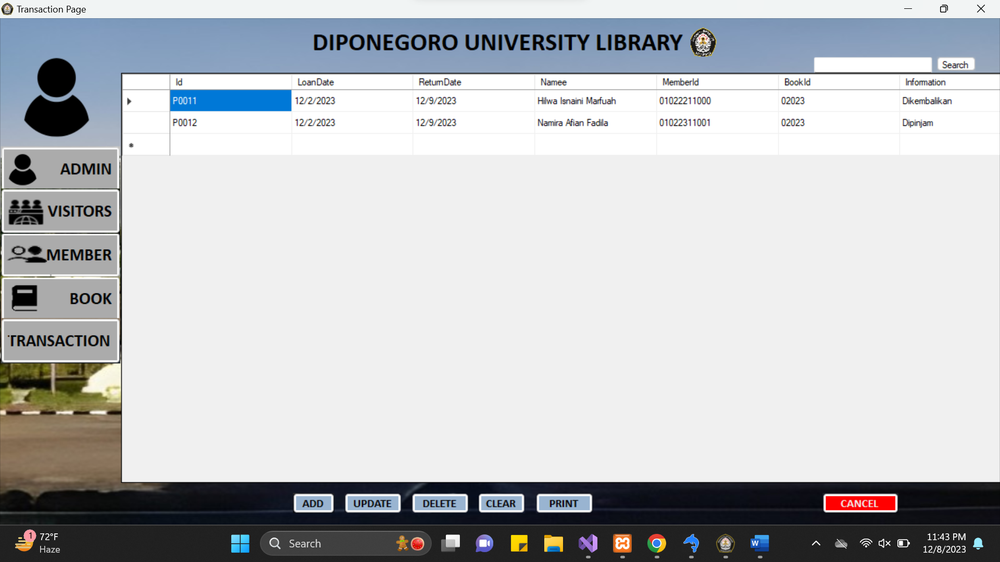 Transaction Page
DIPONEGORO UNIVERSITY LIBRARY
Search
Id LoanDate ReturnDate Namee MemberId BookId Information
P0011 12/2/2023 12/9/2023 Hilwa Isnaini Marfuah 01022211000 02023 Dikembalikan
P0012 12/2/2023 12/9/2023 Namira Afian Fadila 01022311001 02023 Dipinjam
ADMIN
VISITORS
MEMBER
BOOK
TRANSACTION
ADD UPDATE DELETE CLEAR PRINT CANCEL
1 72°F
Haze
Search
11:43 PM
12/8/2023